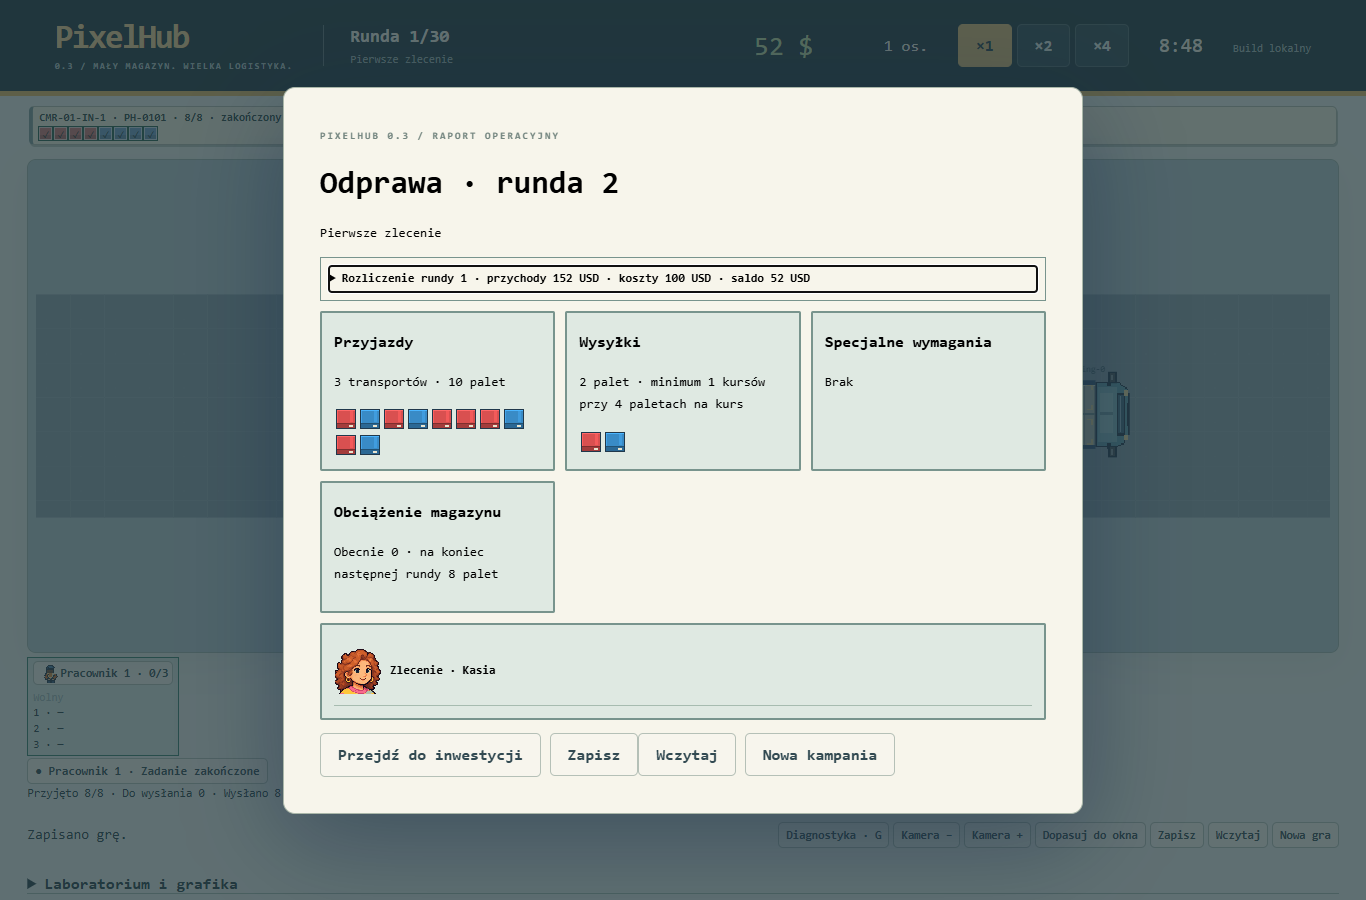 PixelHub
0.3 / MAŁY MAGAZYN. WIELKA LOGISTYKA.
Runda 1/30
Pierwsze zlecenie
52 $
1 os.
×1
×2
×4
8:48
Build lokalny
CMR-01-IN-1 · PH-0101 · 8/8 · zakończony
PIXELHUB 0.3 / RAPORT OPERACYJNY
Odprawa · runda 2
Pierwsze zlecenie
▶ Rozliczenie rundy 1 · przychody 152 USD · koszty 100 USD · saldo 52 USD
Przyjazdy
3 transportów · 10 palet
Wysyłki
2 palet · minimum 1 kursów
przy 4 paletach na kurs
Specjalne wymagania
Brak
Obciążenie magazynu
Obecnie 0 · na koniec
następnej rundy 8 palet
Zlecenie · Kasia
Przejdź do inwestycji
Zapisz
Wczytaj
Nowa kampania
Pracownik 1 · 0/3
Wolny
1 · —
2 · —
3 · —
● Pracownik 1 · Zadanie zakończone
Przyjęto 8/8 · Do wysłania 0 · Wysłano 8
Zapisano grę.
Diagnostyka · G
Kamera −
Kamera +
Dopasuj do okna
Zapisz
Wczytaj
Nowa gra
▶ Laboratorium i grafika